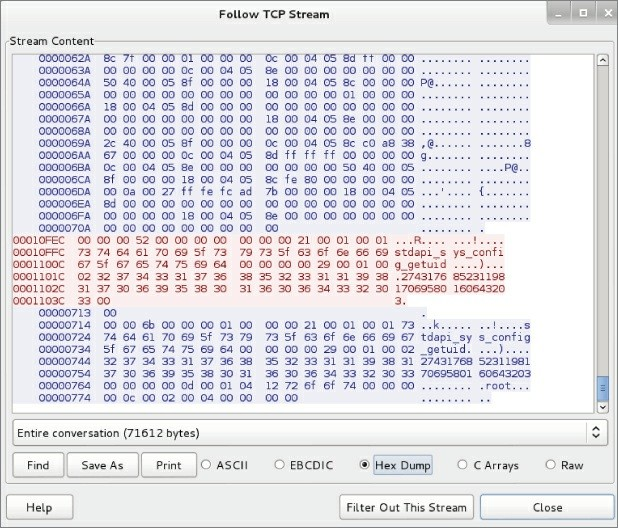 Follow TCP Stream
Stream Content
0000062A 8c 7f 00 00 01 00 00 00 0c 00 04 05 8d ff 00 00 ........ ........
0000063A 00 00 00 00 0c 00 04 05 8e 00 00 00 00 00 00 00 ........ ........
0000064A 50 40 00 05 8f 00 00 00 18 00 04 05 8c 00 00 00 P@...... ........
0000065A 00 00 00 00 00 00 00 00 00 00 00 00 01 00 00 00 ........ ........
0000066A 18 00 04 05 8d 00 00 00 00 00 00 00 00 00 00 00 ........ ........
0000067A 00 00 00 00 00 00 00 00 18 00 04 05 8e 00 00 00 ........ ........
0000068A 00 00 00 00 00 00 00 00 00 00 00 00 00 00 00 00 ........ ........
0000069A 2c 40 00 05 8f 00 00 00 0c 00 04 05 8c c0 a8 38 ,@...... .......8
000006AA 67 00 00 00 0c 00 04 05 8d ff ff ff 00 00 00 00 g....... ........
000006BA 0c 00 04 05 8e 00 00 00 00 00 00 00 50 40 00 05 ........ ....P@..
000006CA 8f 00 00 00 18 00 04 05 8c fe 80 00 00 00 00 00 ........ ........
000006DA 00 0a 00 27 ff fe fc ad 7b 00 00 00 18 00 04 05 ...'.... {.......
000006EA 8d 00 00 00 00 00 00 00 00 00 00 00 00 00 00 00 ........ ........
000006FA 00 00 00 00 18 00 04 05 8e 00 00 00 00 00 00 00 ........ ........
0000070A 00 00 00 00 00 00 00 00 00 ........ .
00010FEC 00 00 00 52 00 00 00 00 00 00 00 21 00 01 00 01 ...R.... ...!....
00010FFC 73 74 64 61 70 69 5f 73 79 73 5f 63 6f 6e 66 69 stdapi_s ys_confi
0001100C 67 5f 67 65 74 75 69 64 00 00 00 00 29 00 01 00 g_getuid ....)...
0001101C 02 32 37 34 33 31 37 36 38 35 32 33 31 31 39 38 .2743176 85231198
0001102C 31 37 30 36 39 35 38 30 31 36 30 36 34 33 32 30 17069580 16064320
0001103C 33 00 3.
00000713 00 .
00000714 00 00 6b 00 00 00 01 00 00 00 21 00 01 00 01 73 ..k..... ..!....s
00000724 74 64 61 70 69 5f 73 79 73 5f 63 6f 6e 66 69 67 tdapi_sy s_config
00000734 5f 67 65 74 75 69 64 00 00 00 00 29 00 01 00 02 _getuid. ...)....
00000744 32 37 34 33 31 37 36 38 35 32 33 31 31 39 38 31 27431768 52311981
00000754 37 30 36 39 35 38 30 31 36 30 36 34 33 32 30 33 70695801 60643203
00000764 00 00 00 00 0d 00 01 04 12 72 6f 6f 74 00 00 00 ........ .root...
00000774 00 0c 00 02 00 04 00 00 00 00 ........ ..
Entire conversation (71612 bytes)
Find
Save As
Print
ASCII
EBCDIC
Hex Dump
C Arrays
Raw
Help
Filter Out This Stream
Close